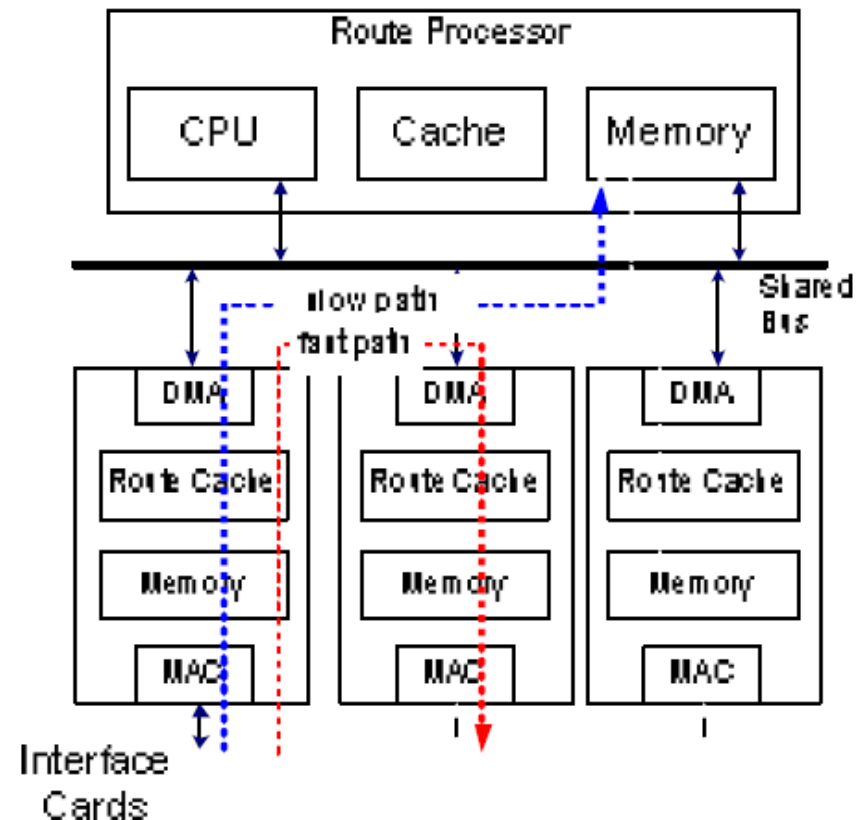 Route Processor
CPU
Cache
Memory
Shared
Bus
slow path
fast path
DMA
DMA
DMA
Route Cache
Route Cache
Route Cache
Memory
Memory
Memory
MAC
MAC
MAC
Interface
Cards